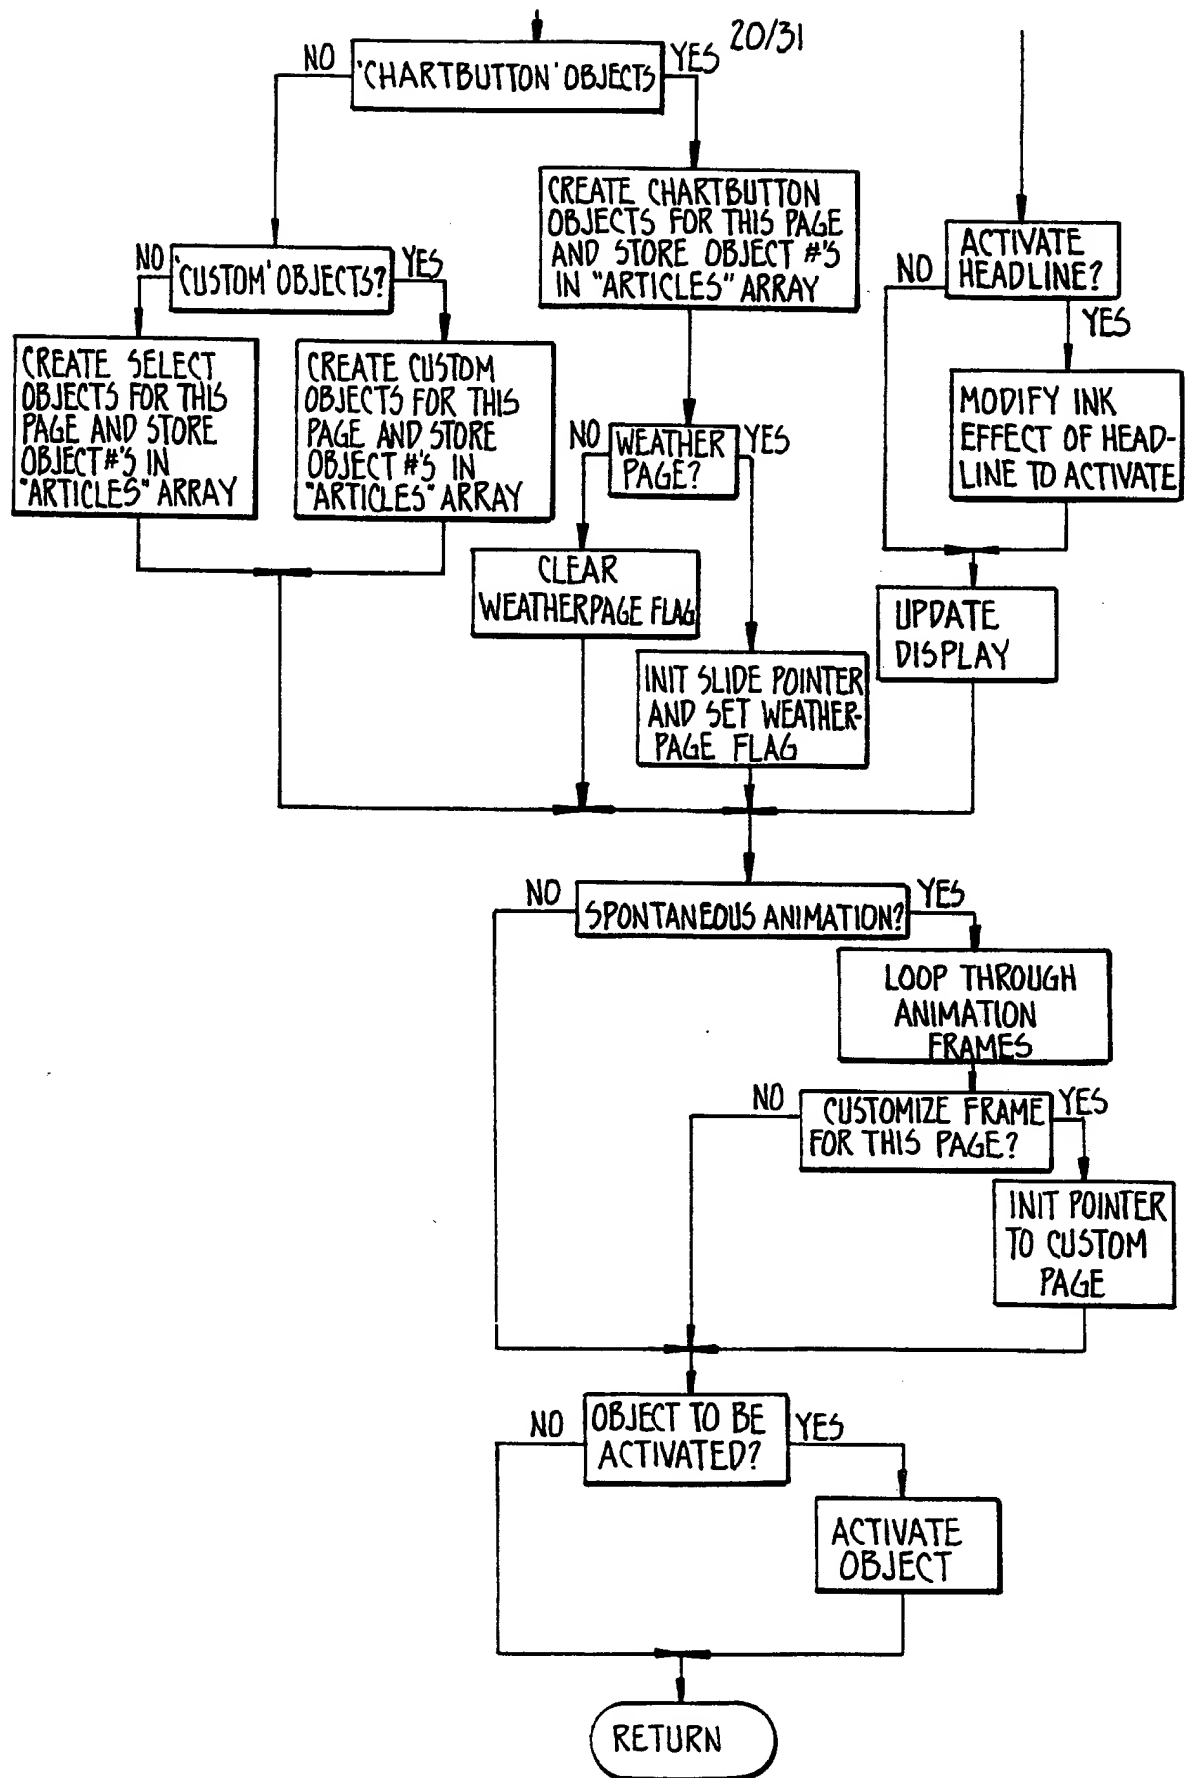 20/31
NO
'CHARTBUTTON' OBJECTS
YES
CREATE CHARTBUTTON
OBJECTS FOR THIS PAGE
AND STORE OBJECT #'S
IN "ARTICLES" ARRAY
NO
'CUSTOM' OBJECTS?
YES
ACTIVATE
HEADLINE?
NO
YES
CREATE SELECT
OBJECTS FOR THIS
PAGE AND STORE
OBJECT #'S IN
"ARTICLES" ARRAY
CREATE CUSTOM
OBJECTS FOR THIS
PAGE AND STORE
OBJECT #'S IN
"ARTICLES" ARRAY
MODIFY INK
EFFECT OF HEAD-
LINE TO ACTIVATE
NO
WEATHER
PAGE?
YES
CLEAR
WEATHERPAGE FLAG
UPDATE
DISPLAY
INIT SLIDE POINTER
AND SET WEATHER-
PAGE FLAG
NO
SPONTANEOUS ANIMATION?
YES
LOOP THROUGH
ANIMATION
FRAMES
NO
CUSTOMIZE FRAME
FOR THIS PAGE?
YES
INIT POINTER
TO CUSTOM
PAGE
NO
OBJECT TO BE
ACTIVATED?
YES
ACTIVATE
OBJECT
RETURN